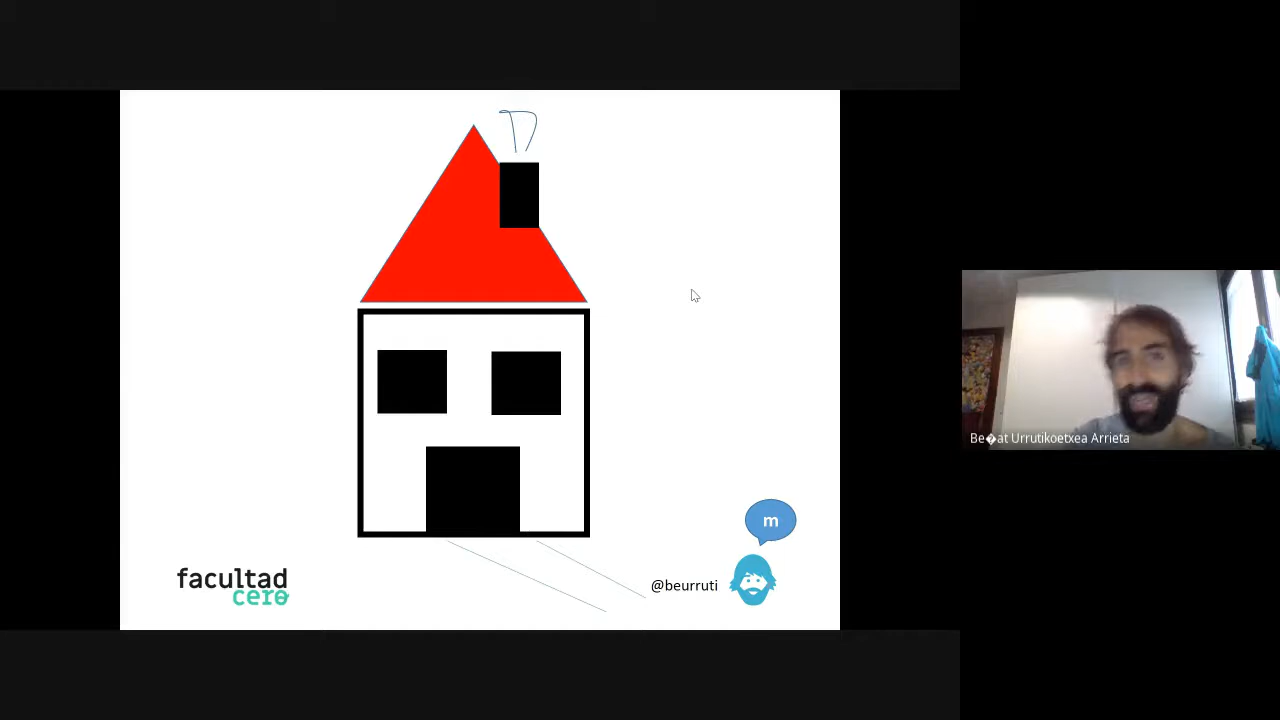 facultad
cero
@beurruti
m
Be�at Urrutikoetxea Arrieta